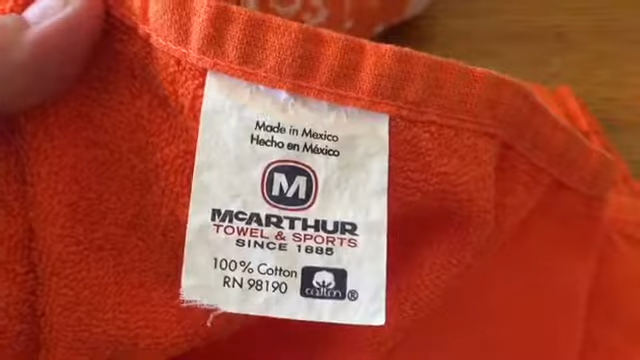 Made in Mexico
Hecho en México
M
McARTHUR
TOWEL & SPORTS
SINCE 1885
100% Cotton
RN 98190
cotton ®